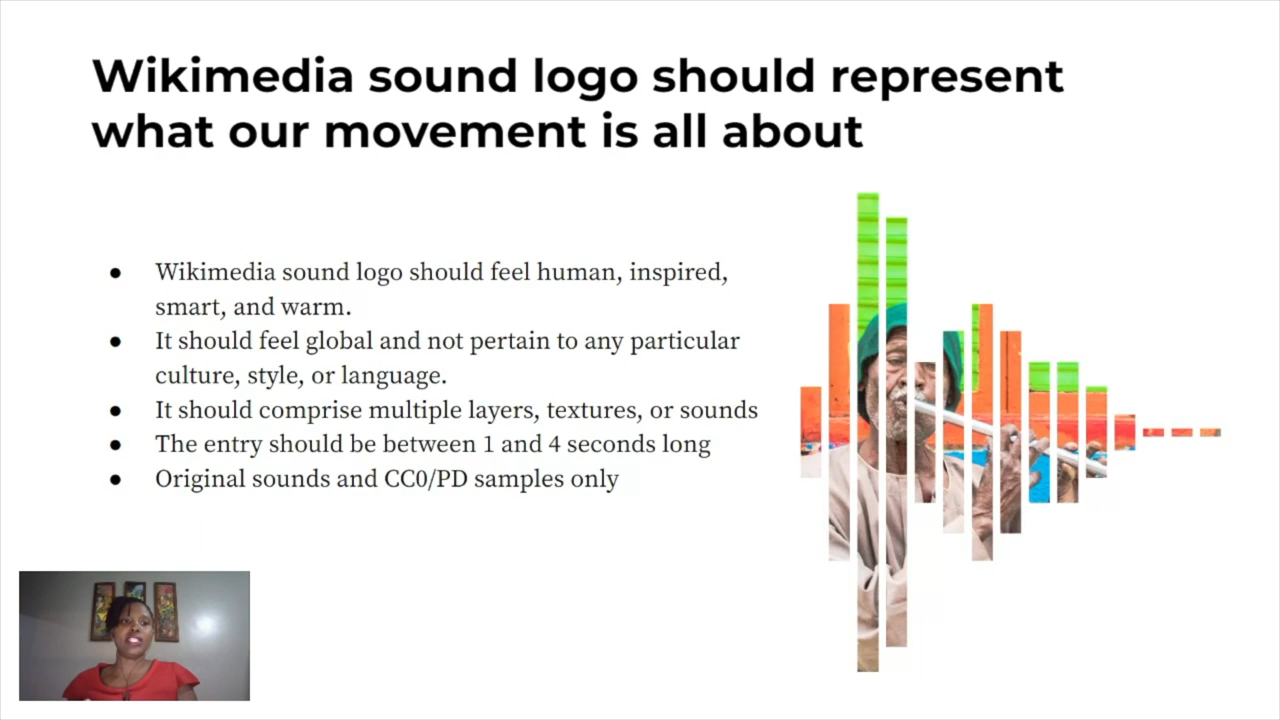 Wikimedia sound logo should represent
what our movement is all about
● Wikimedia sound logo should feel human, inspired,
smart, and warm.
● It should feel global and not pertain to any particular
culture, style, or language.
● It should comprise multiple layers, textures, or sounds
● The entry should be between 1 and 4 seconds long
● Original sounds and CC0/PD samples only